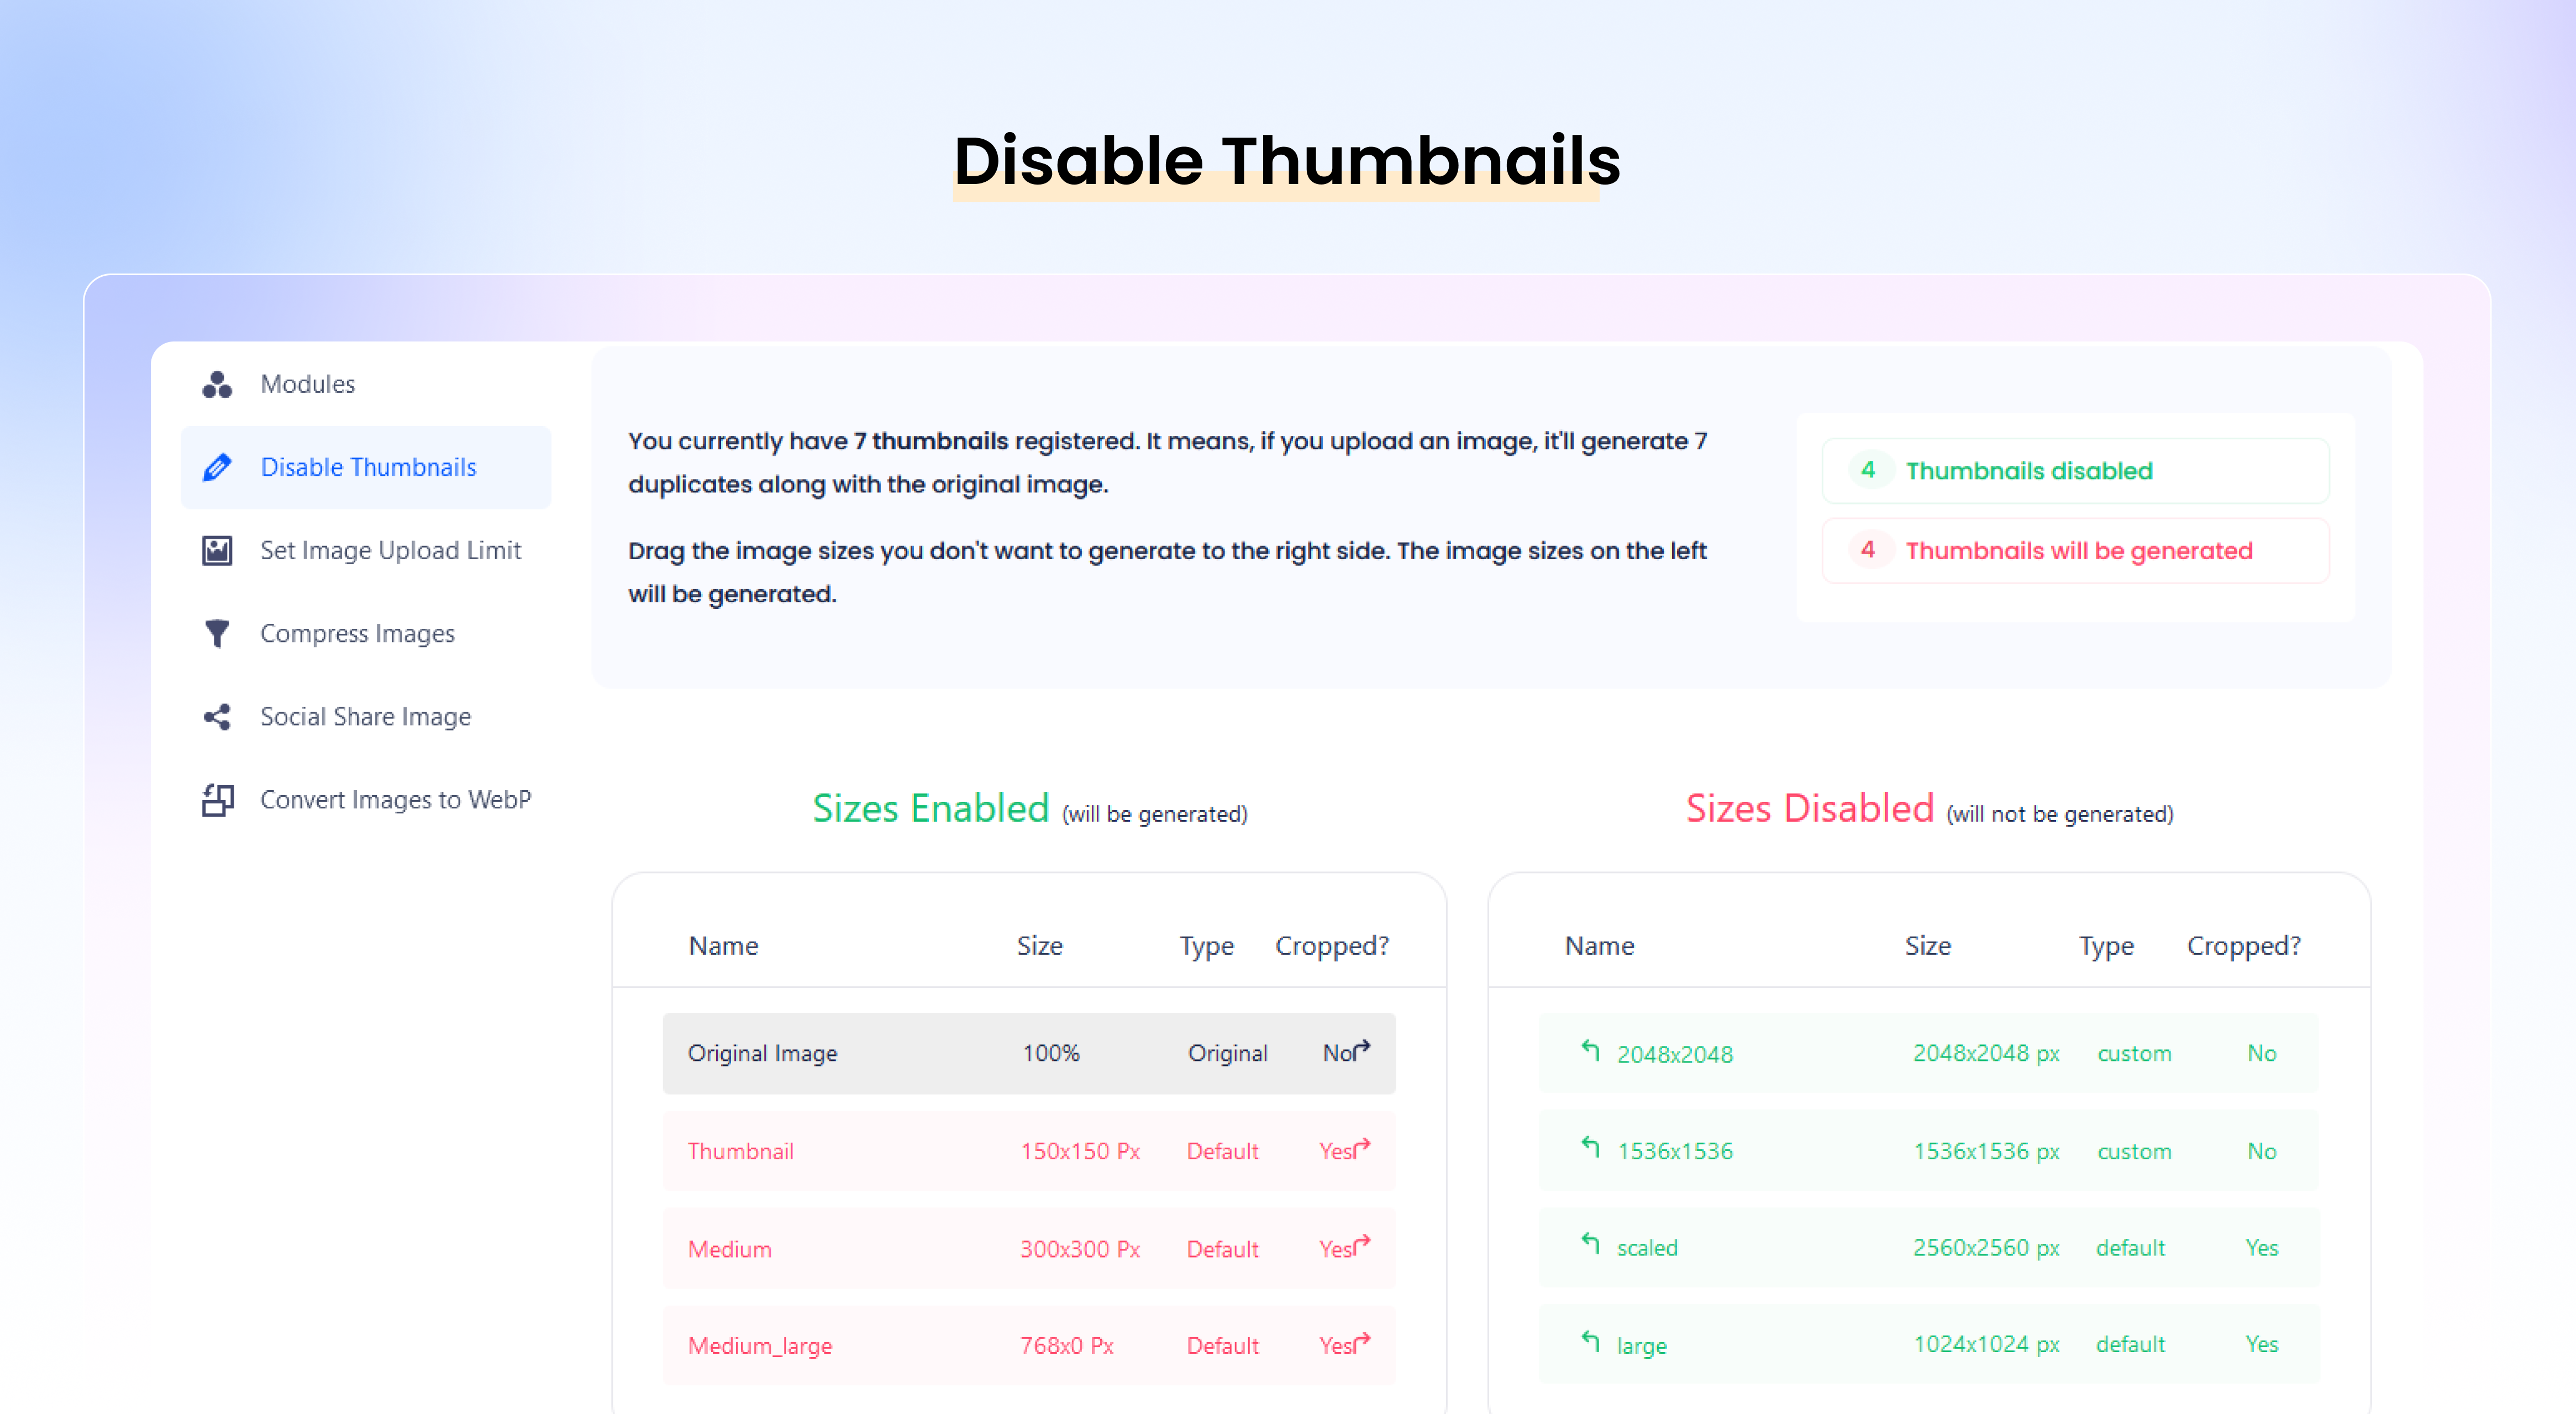 Disable Thumbnails
Modules
Disable Thumbnails
Set Image Upload Limit
Compress Images
Social Share Image
Convert Images to WebP
You currently have 7 thumbnails registered. It means, if you upload an image, it'll generate 7
duplicates along with the original image.
Drag the image sizes you don't want to generate to the right side. The image sizes on the left
will be generated.
4 Thumbnails disabled
4 Thumbnails will be generated
Sizes Enabled (will be generated)
Name Size Type Cropped?
Original Image 100% Original No
Thumbnail 150x150 Px Default Yes
Medium 300x300 Px Default Yes
Medium_large 768x0 Px Default Yes
Sizes Disabled (will not be generated)
Name Size Type Cropped?
2048x2048 2048x2048 px custom No
1536x1536 1536x1536 px custom No
scaled 2560x2560 px default Yes
large 1024x1024 px default Yes